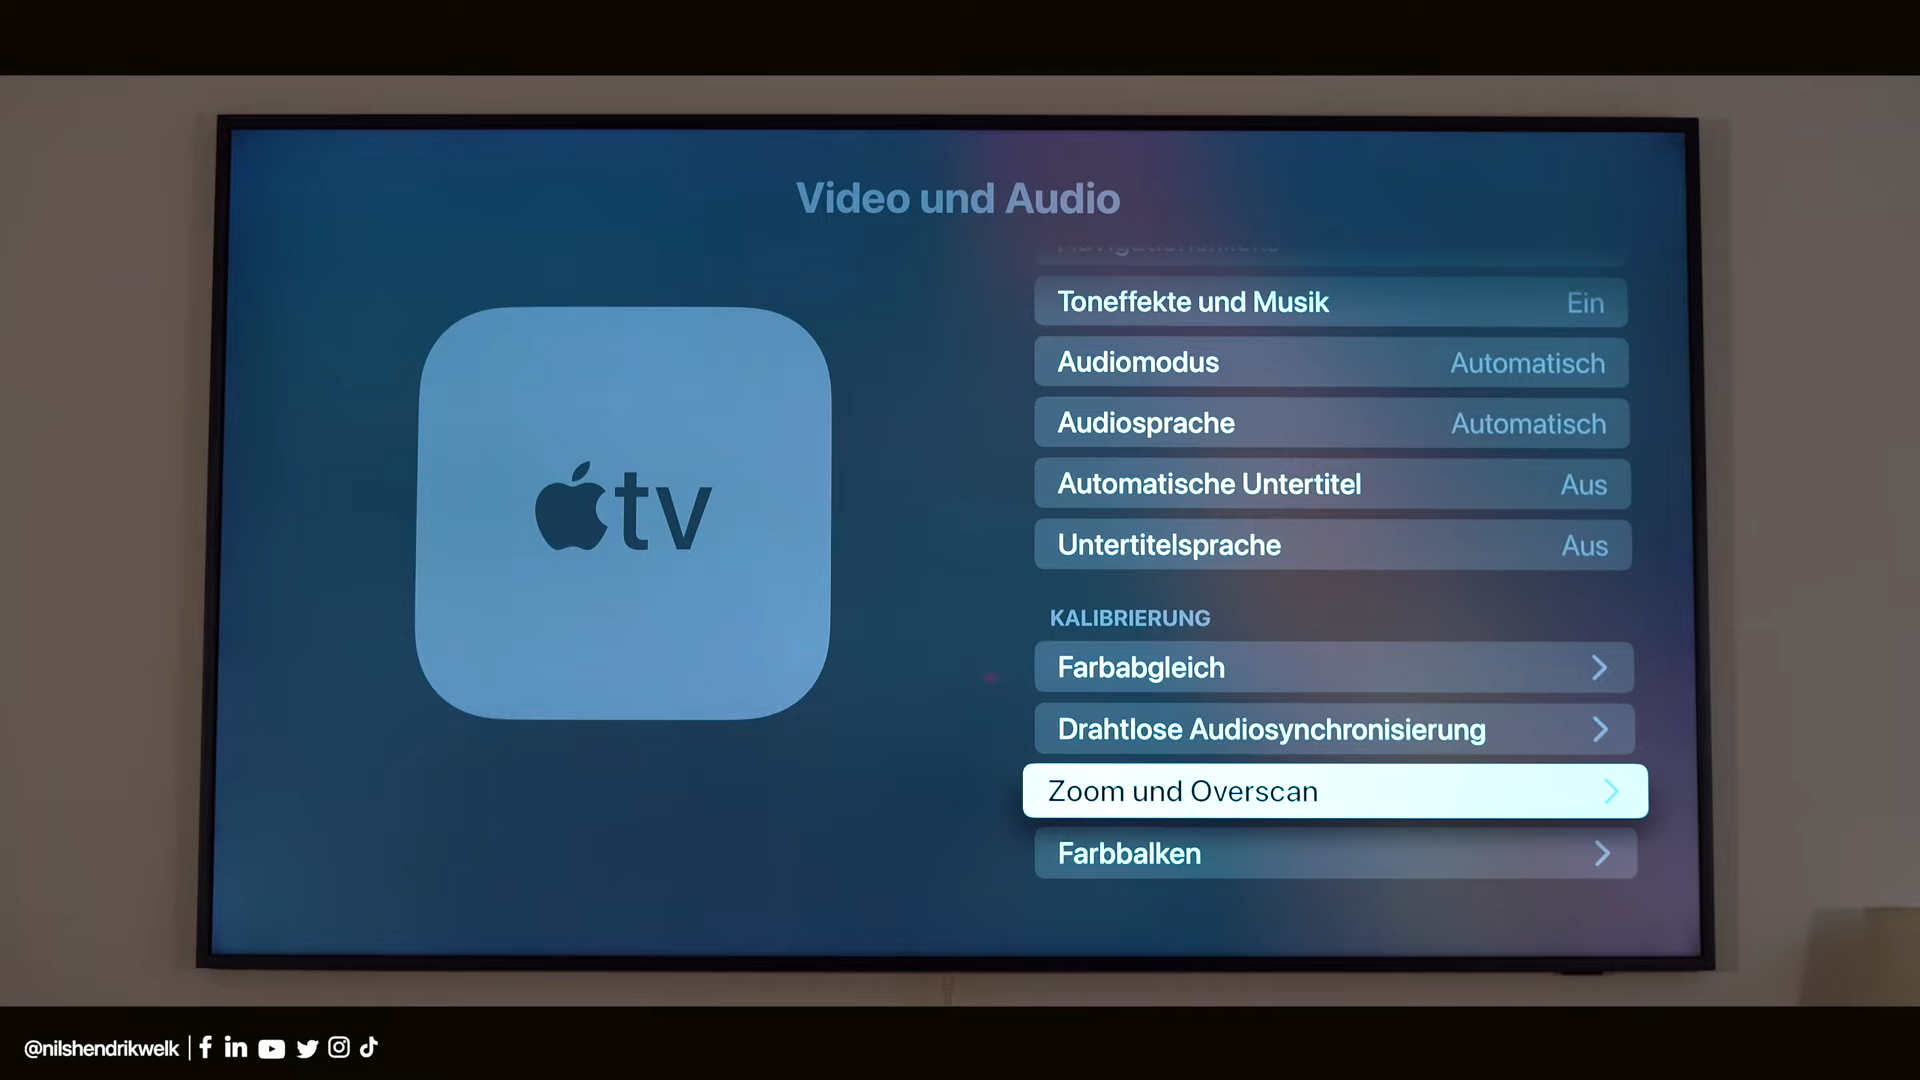 Video und Audio
Toneffekte und Musik Ein
Audiomodus Automatisch
Audiosprache Automatisch
Automatische Untertitel Aus
Untertitelsprache Aus
tv
KALIBRIERUNG
Farbabgleich
Drahtlose Audiosynchronisierung
Zoom und Overscan
Farbbalken
@nilshendrikwelk